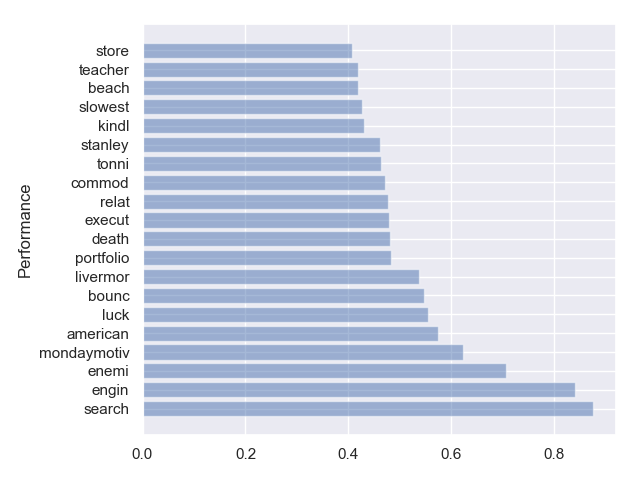 store
teacher
beach
slowest
kindl
stanley
tonni
commod
relat
execut
death
portfolio
livermor
bounc
luck
american
mondaymotiv
enemi
engin
search
Performance
0.0 0.2 0.4 0.6 0.8